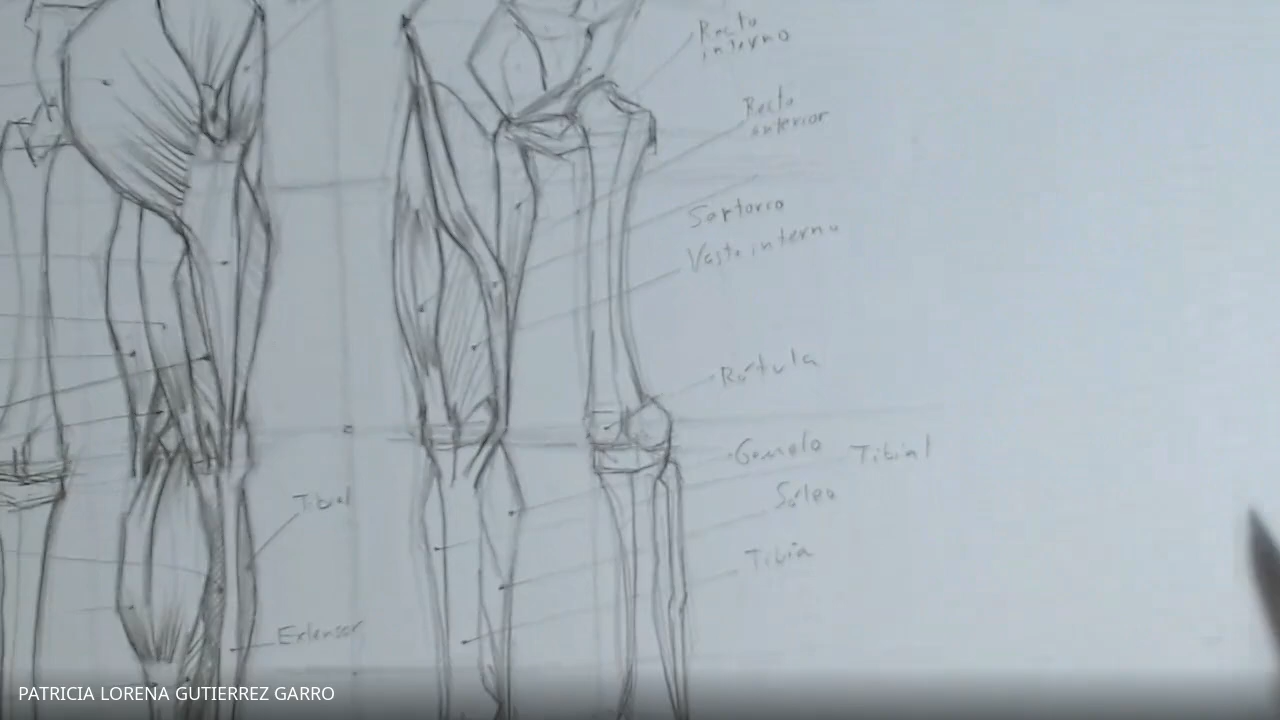 Recto
interno
Recto
anterior
Sartorio
Vasto interno
Rótula
Gemelo
Tibial
Sóleo
Tibial
Tibia
Extensor
PATRICIA LORENA GUTIERREZ GARRO